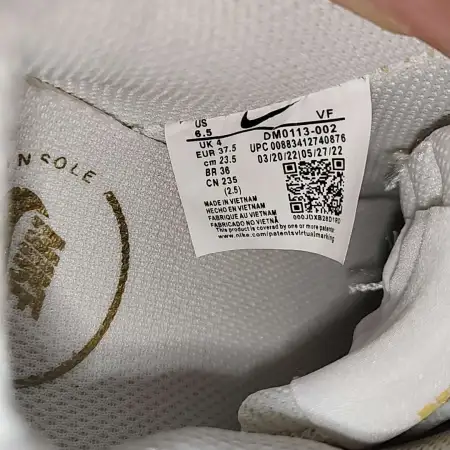 US VF
6.5 DM0113-002
UK 4 UPC 00883412740876
EUR 37.5 03/20/22 05/27/22
cm 23.5
BR 36
CN 235
(2.5)
MADE IN VIETNAM
HECHO EN VIETNAM
FABRIQUE AU VIETNAM
FABRICADO NO VIETNÃ
This product is covered by one or more patents
www.nike.com/patentsvirtualmarking
N SOLE
NIKE